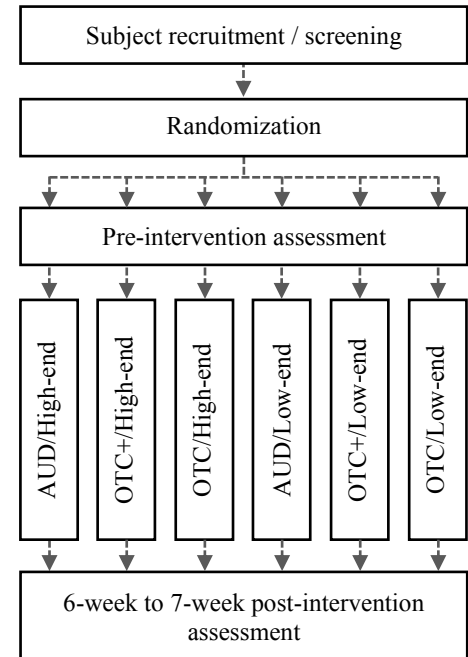 Subject recruitment / screening
Randomization
Pre-intervention assessment
AUD/High-end
OTC+/High-end
OTC/High-end
AUD/Low-end
OTC+/Low-end
OTC/Low-end
6-week to 7-week post-intervention
assessment